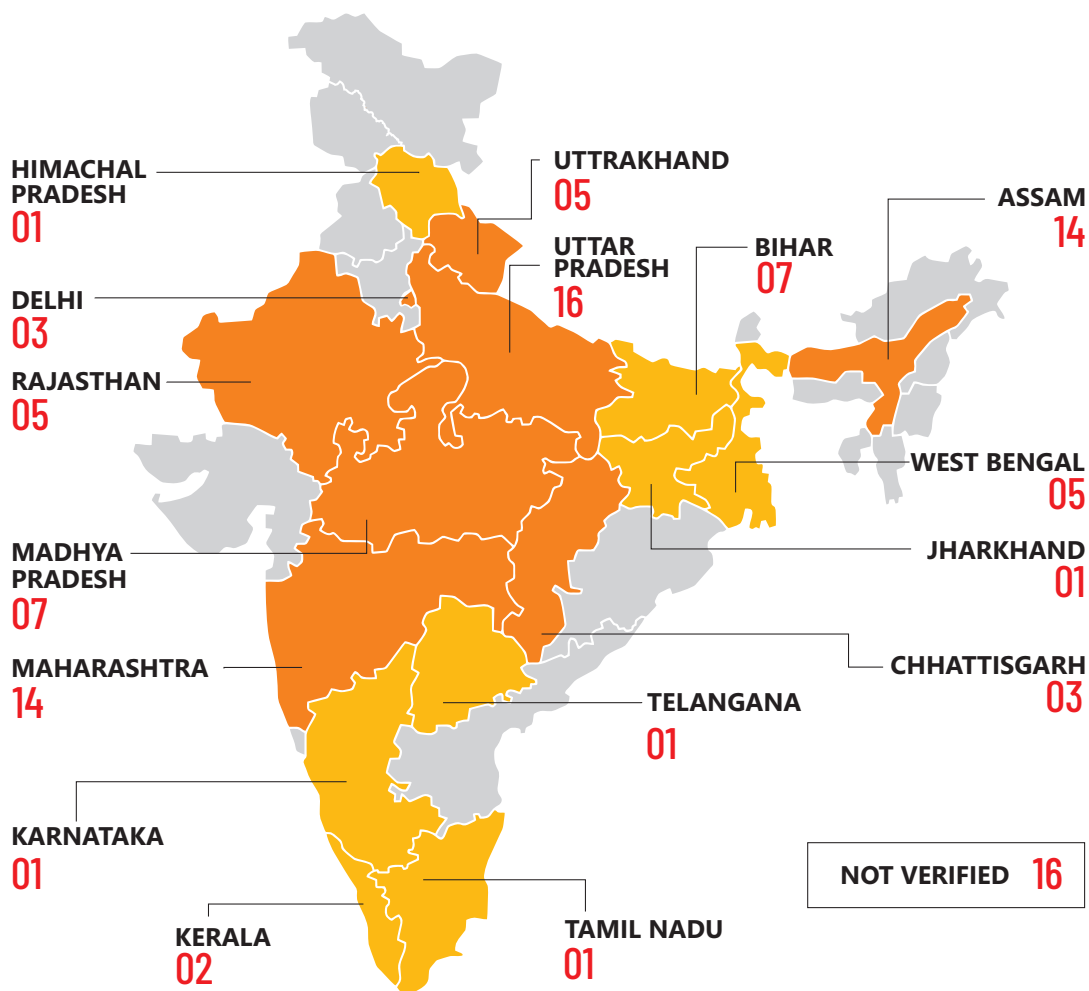 HIMACHAL
PRADESH
01
UTTRAKHAND
05
ASSAM
14
UTTAR
PRADESH
16
BIHAR
07
DELHI
03
RAJASTHAN
05
WEST BENGAL
05
MADHYA
PRADESH
07
JHARKHAND
01
MAHARASHTRA
14
CHHATTISGARH
03
TELANGANA
01
KARNATAKA
01
NOT VERIFIED 16
KERALA
02
TAMIL NADU
01